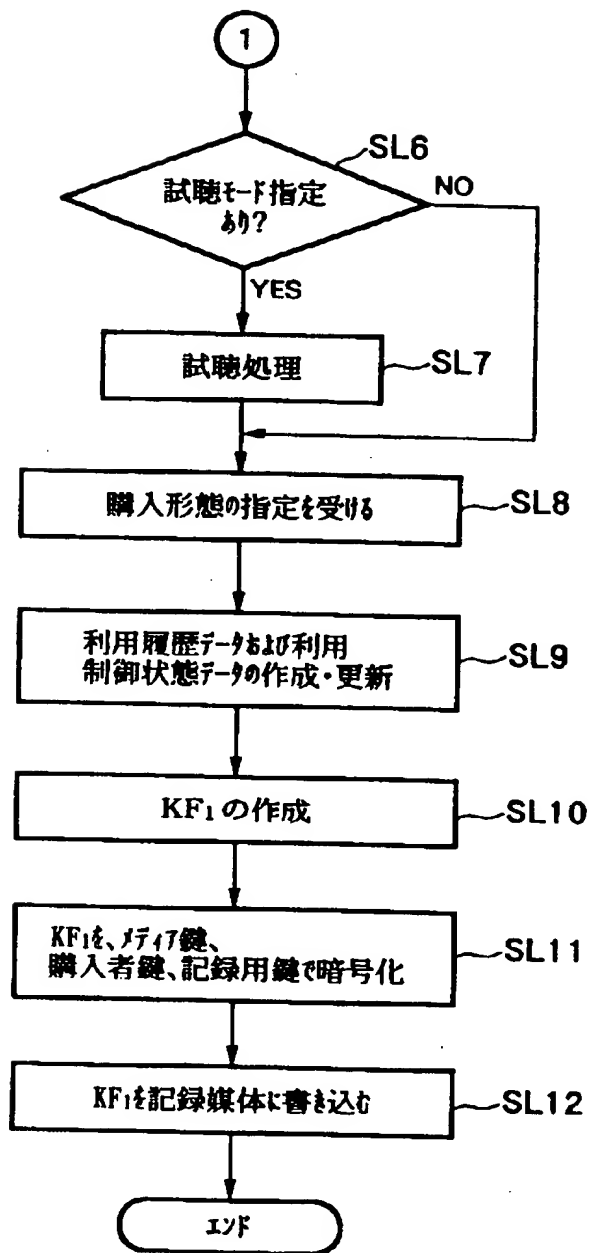 1
SL6
試聴モード指定
あり?
NO
YES
試聴処理
SL7
購入形態の指定を受ける
SL8
利用履歴データおよび利用
制御状態データの作成・更新
SL9
KF₁の作成
SL10
KF₁を、メディア鍵、
購入者鍵、記録用鍵で暗号化
SL11
KF₁を記録媒体に書き込む
SL12
エンド